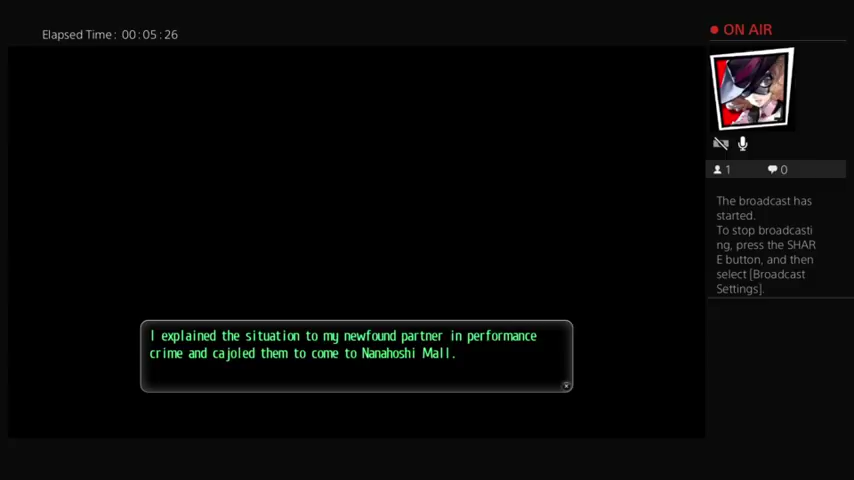 Elapsed Time: 00:05:26
ON AIR
1
0
The broadcast has
started.
To stop broadcasti
ng, press the SHAR
E button, and then
select [Broadcast
Settings].
I explained the situation to my newfound partner in performance
crime and cajoled them to come to Nanahoshi Mall.